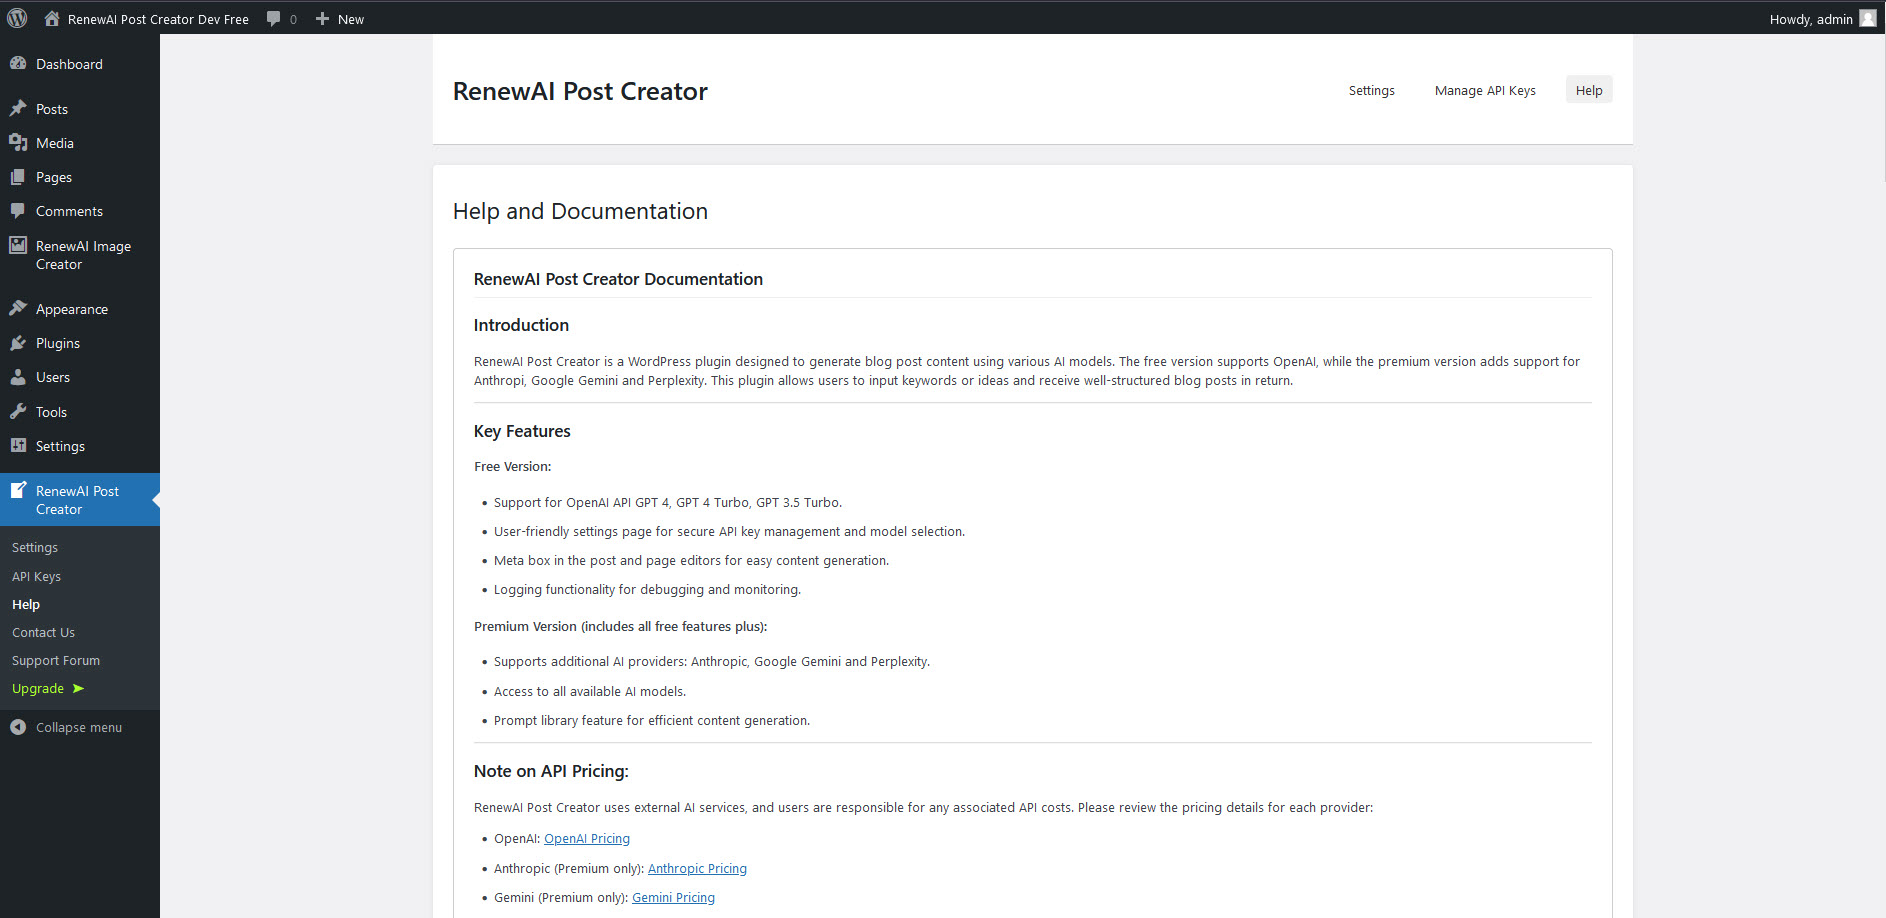 RenewAI Post Creator Dev Free
0
New
Howdy, admin
Dashboard
Posts
Media
Pages
Comments
RenewAI Image
Creator
Appearance
Plugins
Users
Tools
Settings
RenewAI Post
Creator
Settings
API Keys
Help
Contact Us
Support Forum
Upgrade ➤
Collapse menu
RenewAI Post Creator
Settings
Manage API Keys
Help
Help and Documentation
RenewAI Post Creator Documentation
Introduction
RenewAI Post Creator is a WordPress plugin designed to generate blog post content using various AI models. The free version supports OpenAI, while the premium version adds support for
Anthropi, Google Gemini and Perplexity. This plugin allows users to input keywords or ideas and receive well-structured blog posts in return.
Key Features
Free Version:
• Support for OpenAI API GPT 4, GPT 4 Turbo, GPT 3.5 Turbo.
• User-friendly settings page for secure API key management and model selection.
• Meta box in the post and page editors for easy content generation.
• Logging functionality for debugging and monitoring.
Premium Version (includes all free features plus):
• Supports additional AI providers: Anthropic, Google Gemini and Perplexity.
• Access to all available AI models.
• Prompt library feature for efficient content generation.
Note on API Pricing:
RenewAI Post Creator uses external AI services, and users are responsible for any associated API costs. Please review the pricing details for each provider:
• OpenAI: OpenAI Pricing
• Anthropic (Premium only): Anthropic Pricing
• Gemini (Premium only): Gemini Pricing